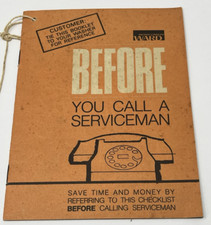 CUSTOMER:
TIE THIS BOOKLET
TO YOUR WASHER
FOR REFERENCE
WARD
BEFORE
YOU CALL A
SERVICEMAN
SAVE TIME AND MONEY BY
REFERRING TO THIS CHECKLIST
BEFORE CALLING SERVICEMAN